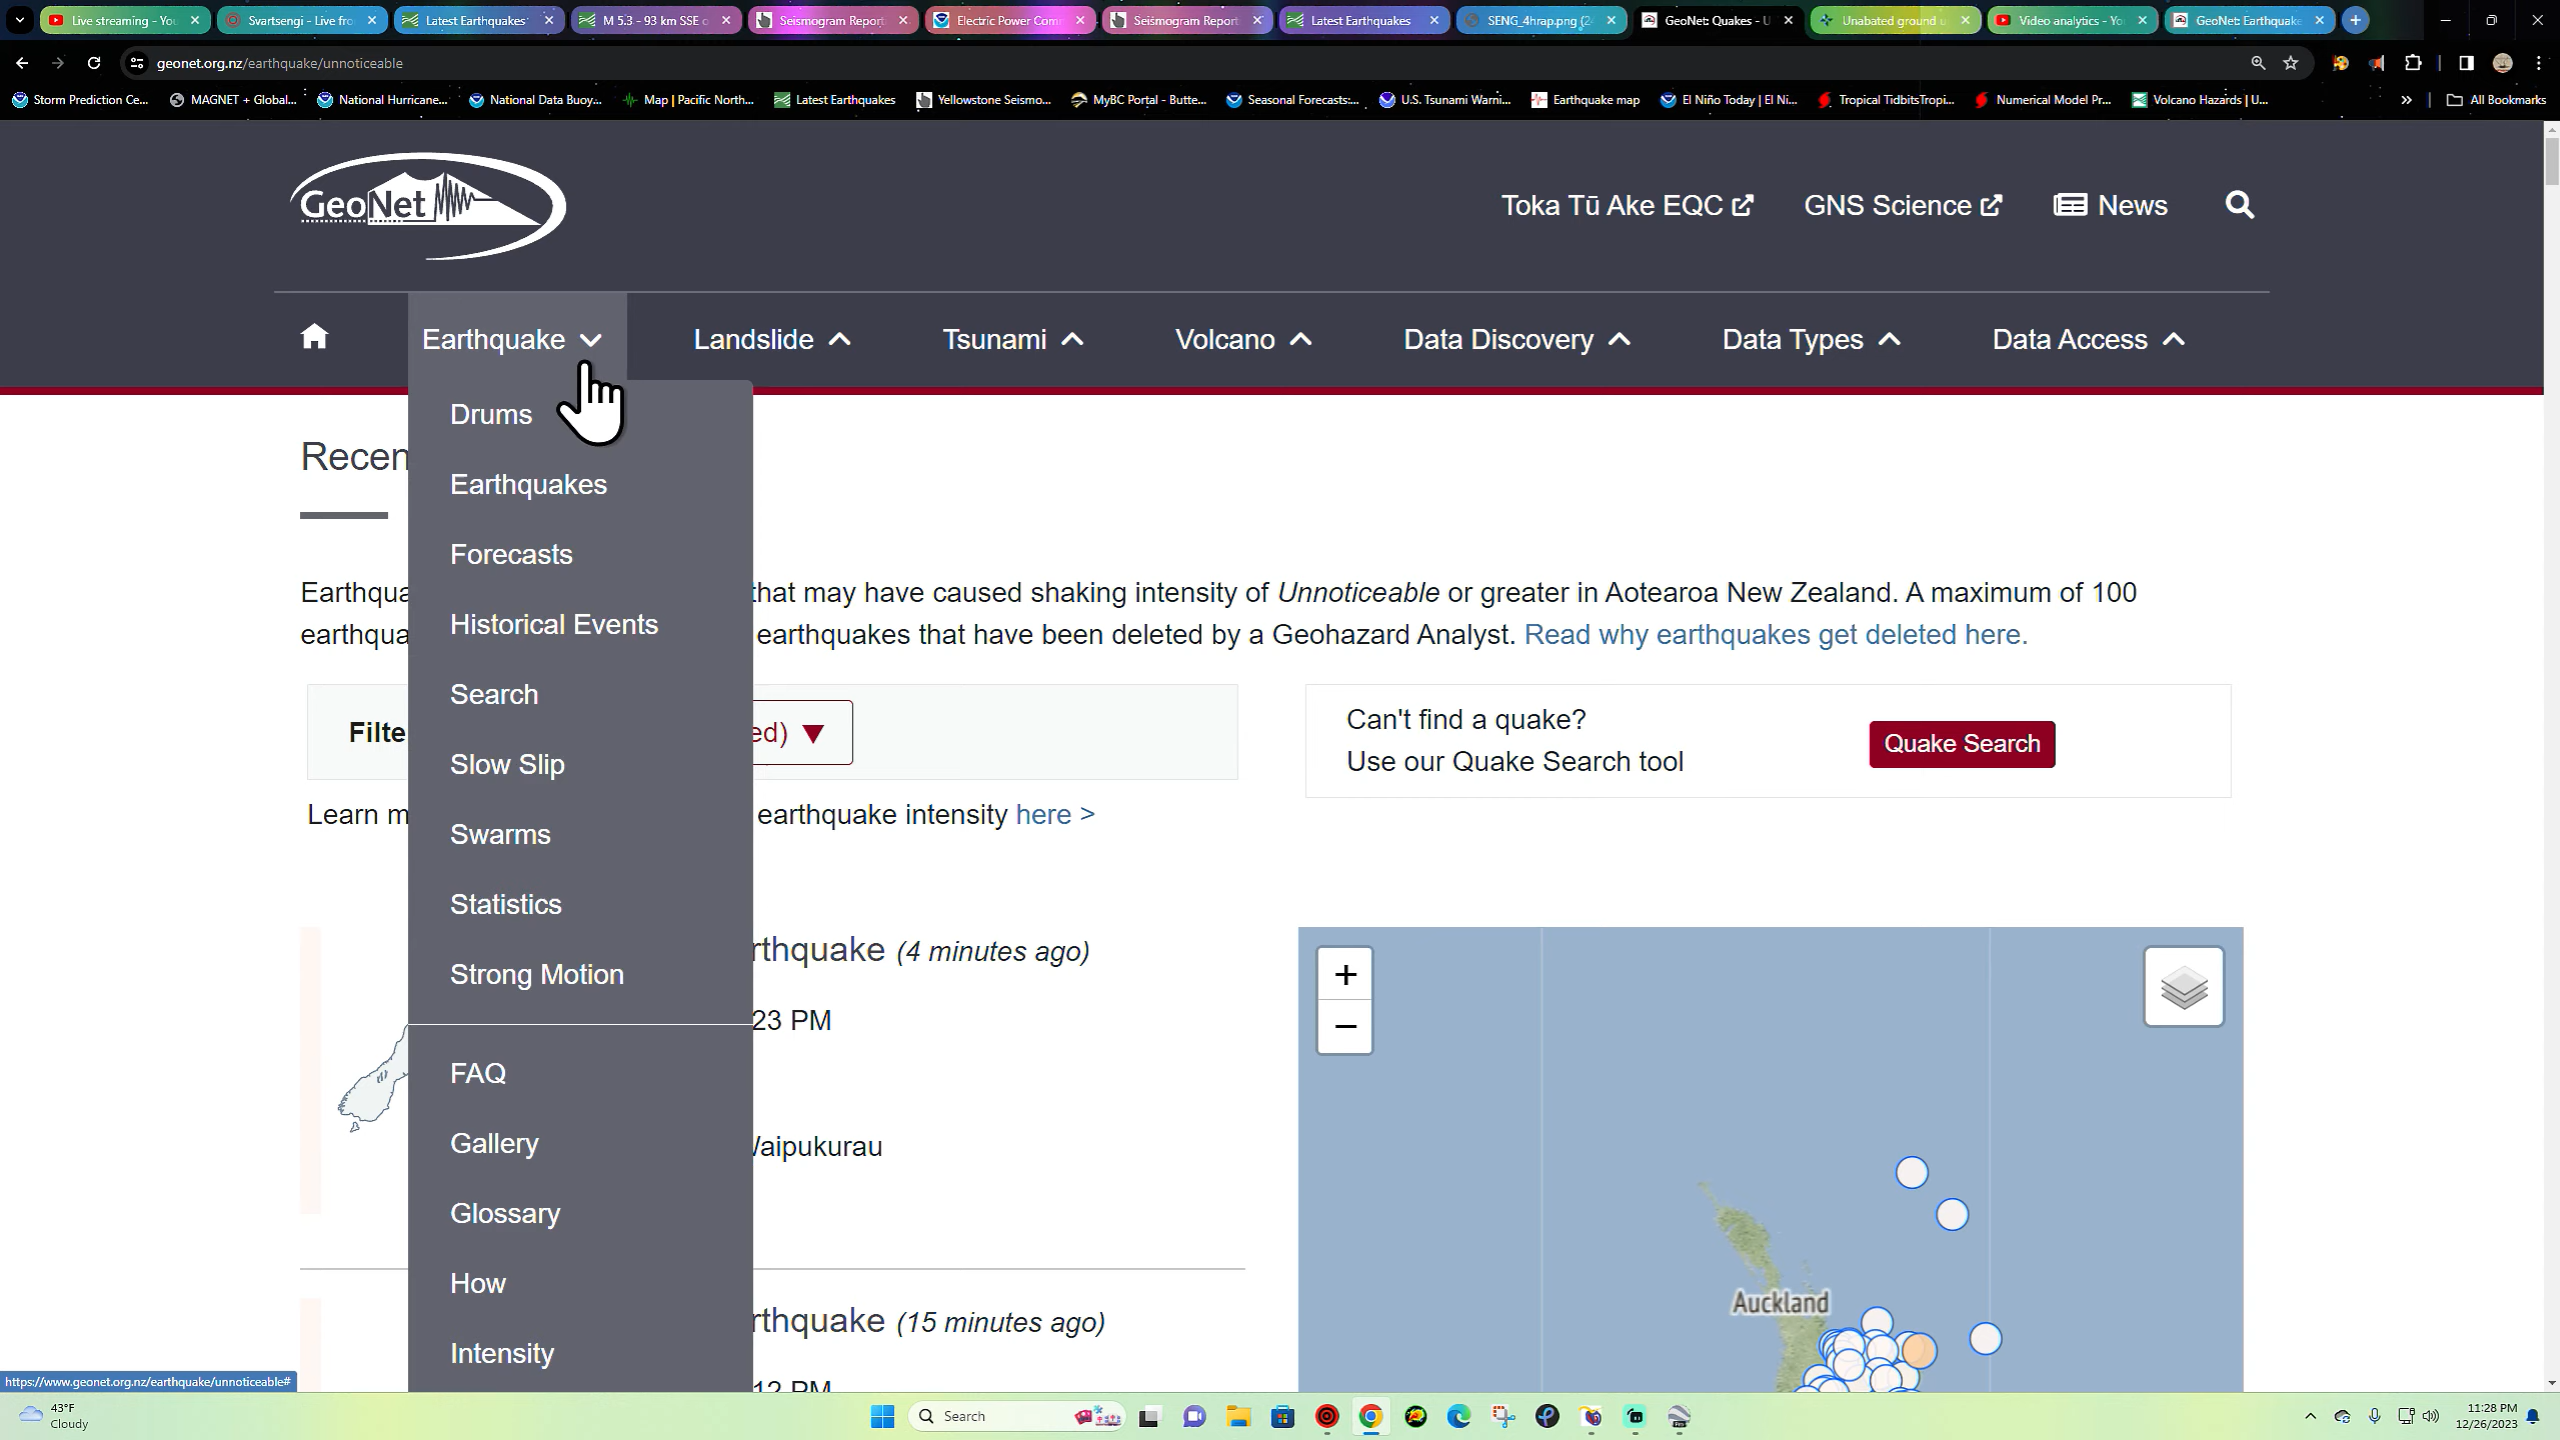 Live streaming - You
Svartsengi - Live fro
Latest Earthquakes
M 5.3 - 93 km SSE o
Seismogram Report
Electric Power Com
Seismogram Report
Latest Earthquakes
SENG_4hrap.png (2
GeoNet: Quakes - U
Unabated ground u
Video analytics - Yo
GeoNet: Earthquake
geonet.org.nz/earthquake/unnoticeable
Storm Prediction Ce...
MAGNET + Global...
National Hurricane...
National Data Buoy...
Map | Pacific North...
Latest Earthquakes
Yellowstone Seismo...
MyBC Portal - Butte...
Seasonal Forecasts:...
U.S. Tsunami Warni...
Earthquake map
El Niño Today | El Ni...
Tropical TidbitsTropi...
Numerical Model Pr...
Volcano Hazards | U...
All Bookmarks
GeoNet
Toka Tū Ake EQC
GNS Science
News
Earthquake
Landslide
Tsunami
Volcano
Data Discovery
Data Types
Data Access
Drums
Earthquakes
Forecasts
Historical Events
Search
Slow Slip
Swarms
Statistics
Strong Motion
FAQ
Gallery
Glossary
How
Intensity
Recen
Earthqua that may have caused shaking intensity of Unnoticeable or greater in Aotearoa New Zealand. A maximum of 100
earthqua earthquakes that have been deleted by a Geohazard Analyst. Read why earthquakes get deleted here.
Filte ed) ▼
Can't find a quake?
Use our Quake Search tool
Quake Search
Learn m earthquake intensity here >
rthquake (4 minutes ago)
23 PM
Waipukurau
rthquake (15 minutes ago)
12 PM
+
−
Auckland
https://www.geonet.org.nz/earthquake/unnoticeable#
43°F
Cloudy
Search
11:28 PM
12/26/2023